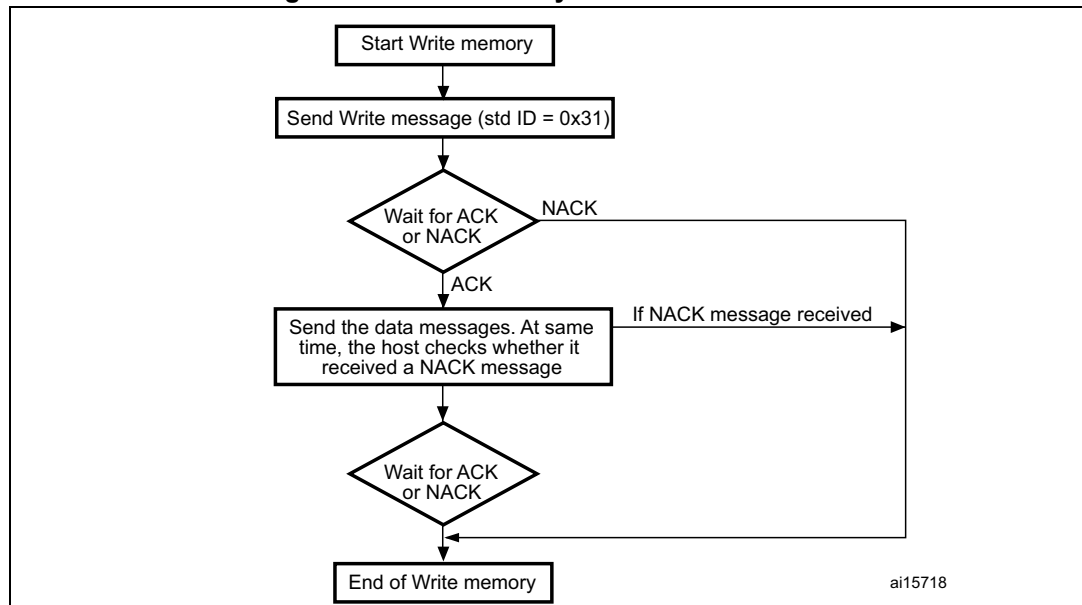 Start Write memory
Send Write message (std ID = 0x31)
Wait for ACK
or NACK
NACK
ACK
Send the data messages. At same
time, the host checks whether it
received a NACK message
If NACK message received
Wait for ACK
or NACK
End of Write memory
ai15718